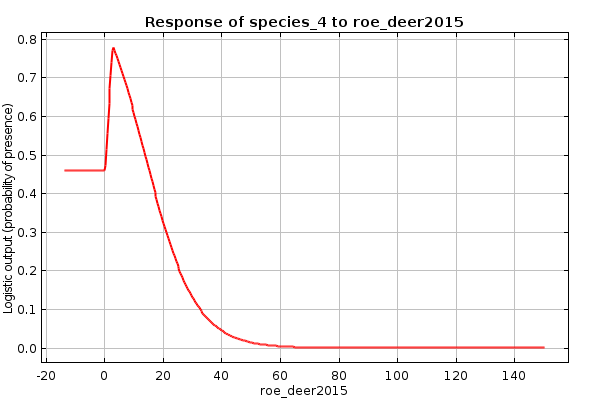 Response of species_4 to roe_deer2015
Logistic output (probability of presence)
0.8
0.7
0.6
0.5
0.4
0.3
0.2
0.1
0.0
-20 0 20 40 60 80 100 120 140
roe_deer2015